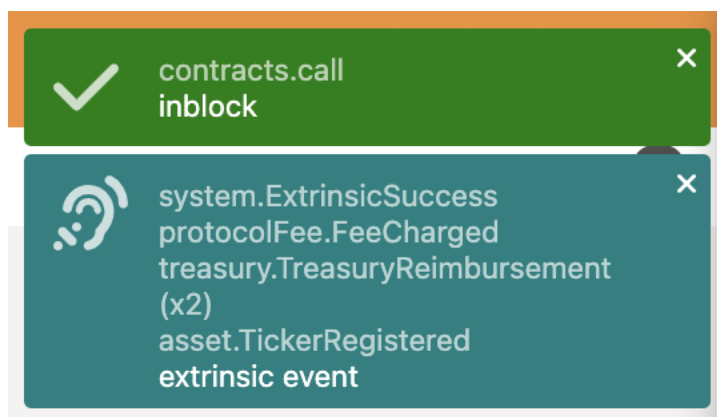 contracts.call
inblock
system.ExtrinsicSuccess
protocolFee.FeeCharged
treasury.TreasuryReimbursement
(x2)
asset.TickerRegistered
extrinsic event